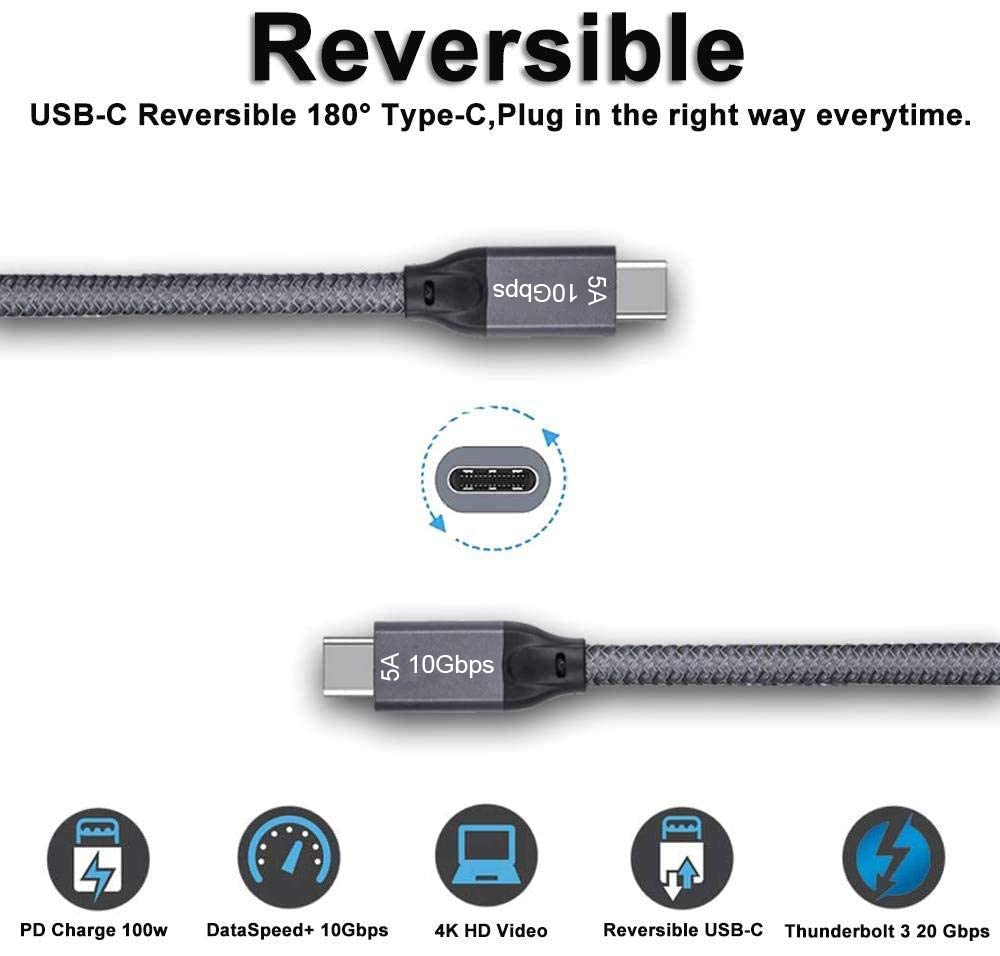 Reversible
USB-C Reversible 180° Type-C,Plug in the right way everytime.
5A
10Gbps
5A 10Gbps
PD Charge 100w
DataSpeed+ 10Gbps
4K HD Video
Reversible USB-C
Thunderbolt 3 20 Gbps